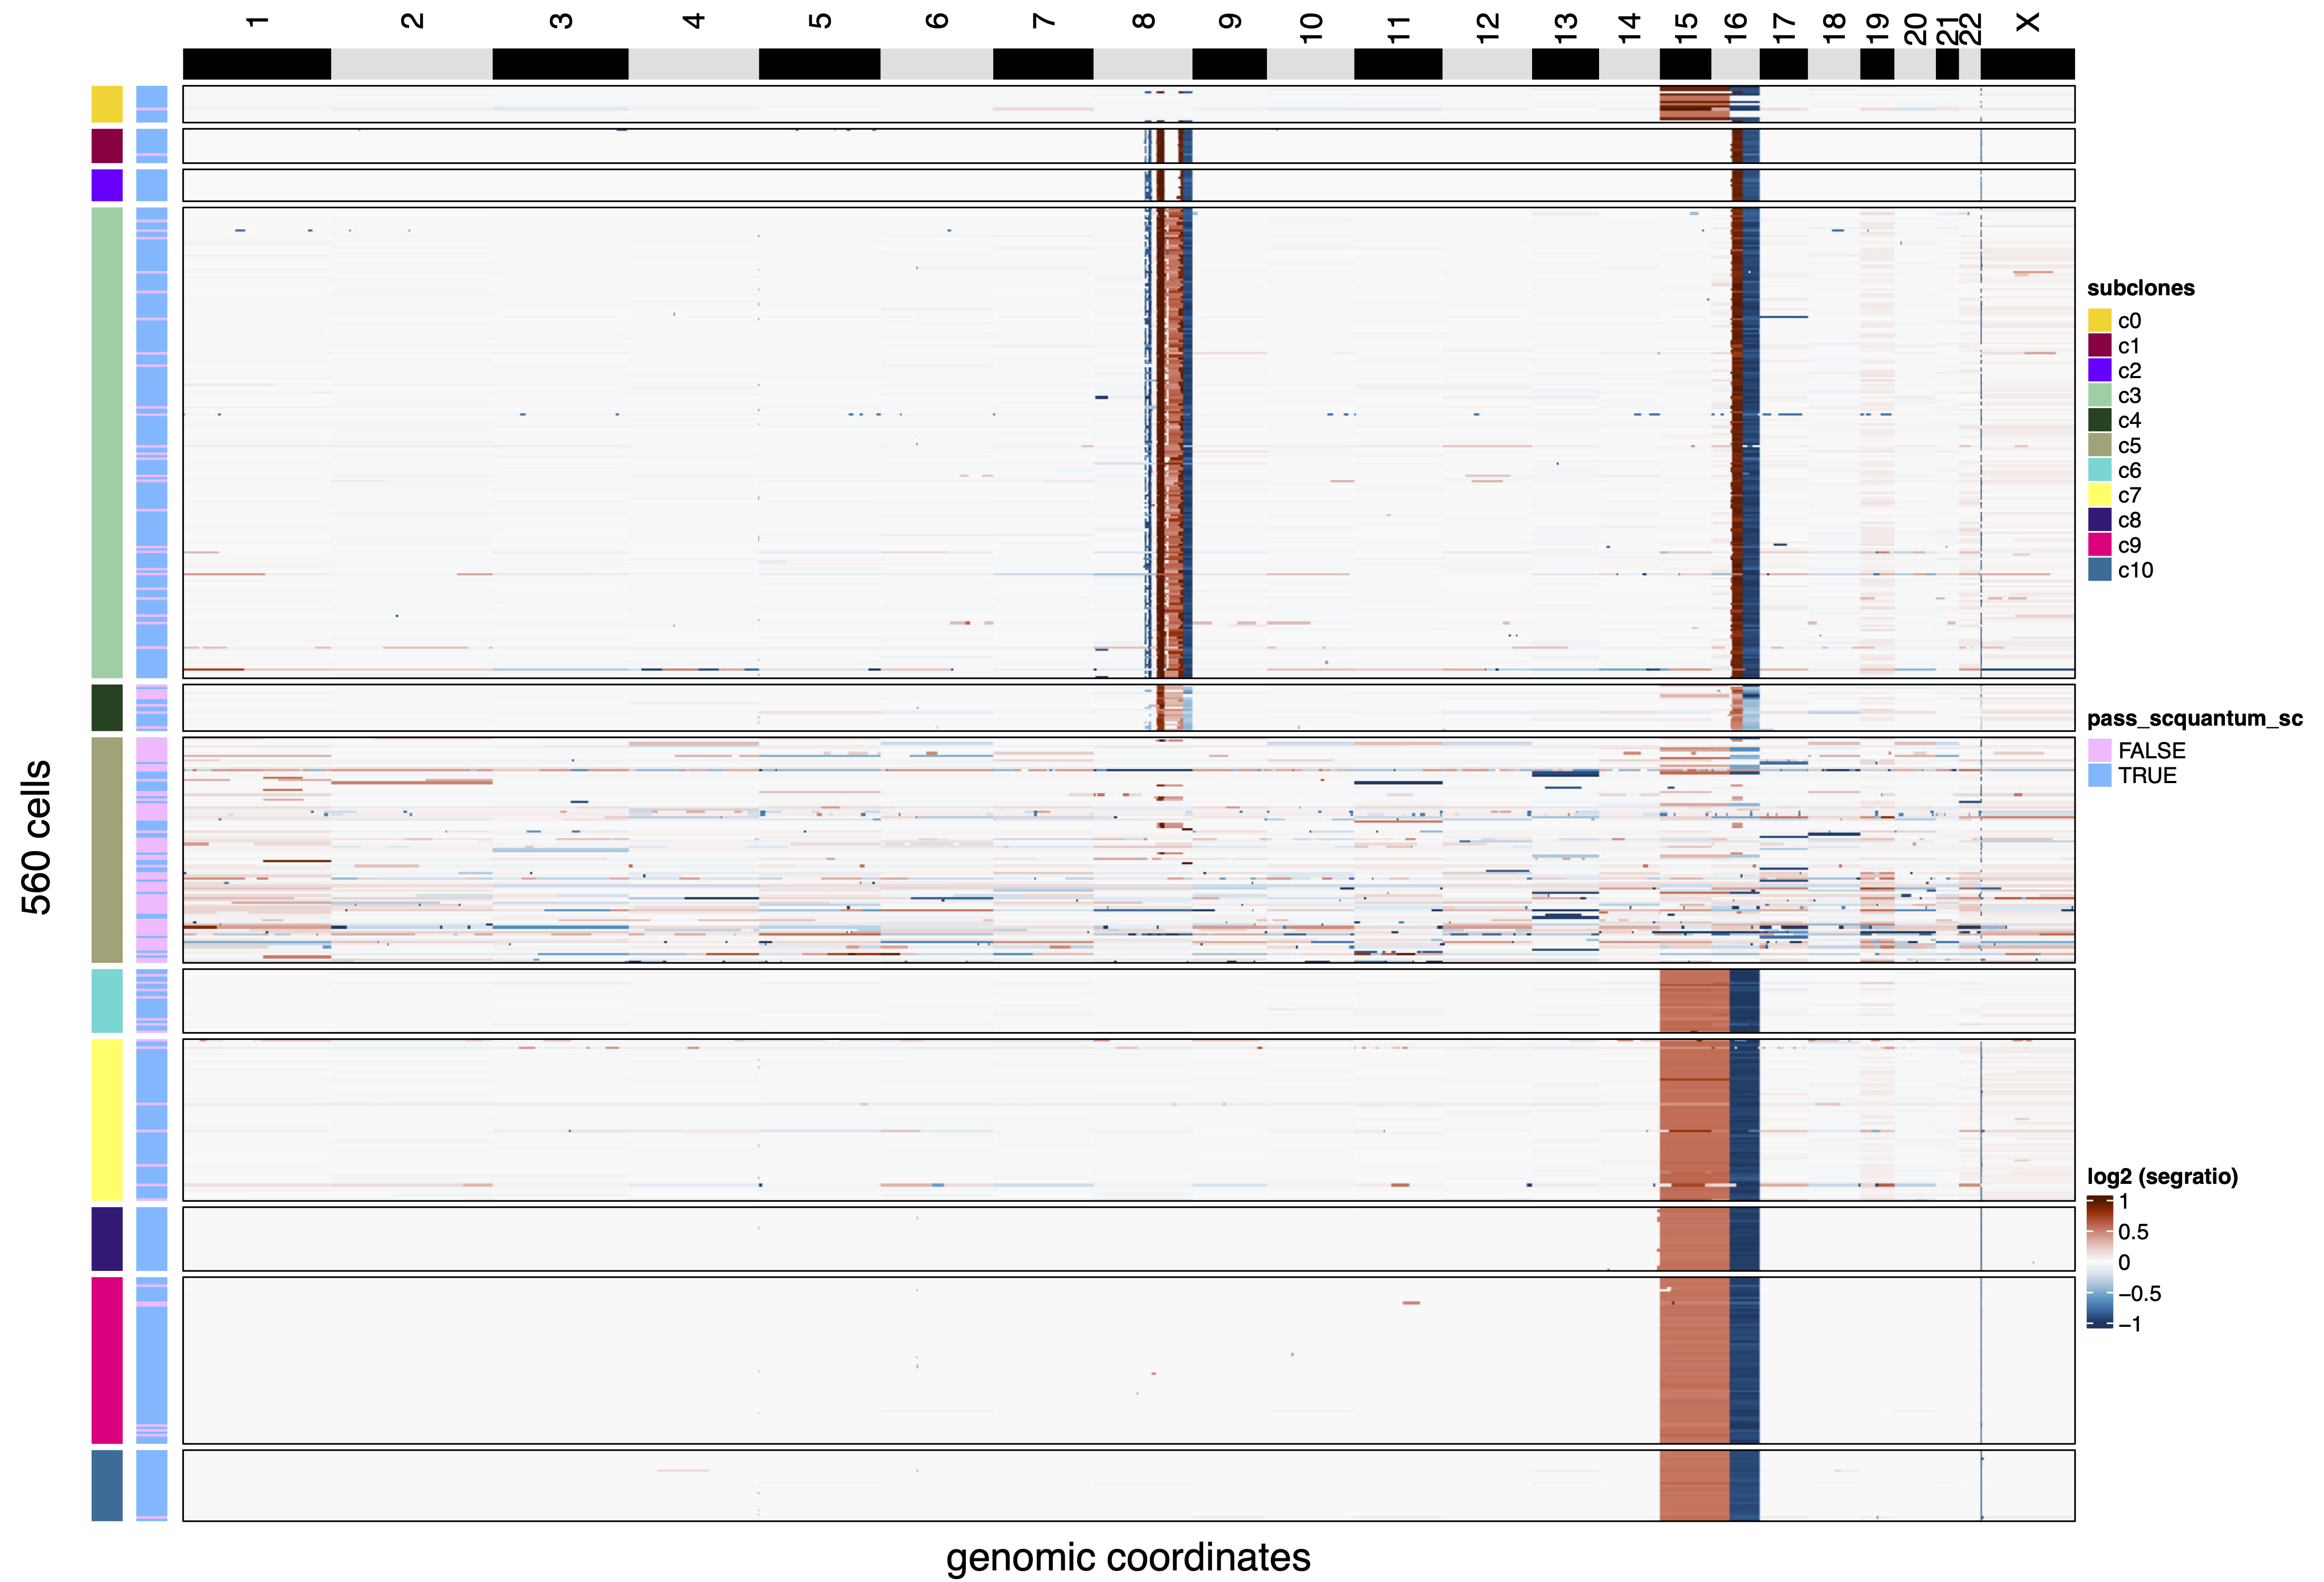 1 2 3 4 5 6 7 8 9 10 11 12 13 14 15 16 17 18 19 20 21 22 X
560 cells
subclones
c0
c1
c2
c3
c4
c5
c6
c7
c8
c9
c10
pass_scquantum_sc
FALSE
TRUE
log2 (segratio)
1
0.5
0
−0.5
−1
genomic coordinates